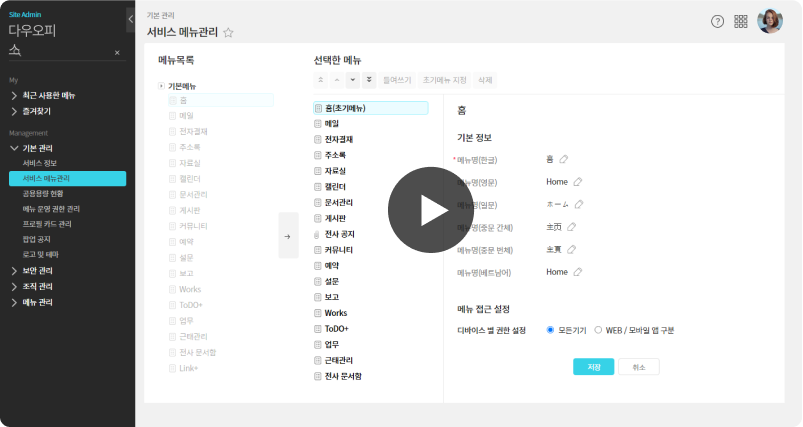 Site Admin
다우오피
스
My
최근 사용한 메뉴
즐겨찾기
Management
기본 관리
서비스 정보
서비스 메뉴관리
공용용량 현황
메뉴 운영 권한 관리
프로필 카드 관리
팝업 공지
로고 및 테마
보안 관리
조직 관리
메뉴 관리
기본 관리
서비스 메뉴관리
메뉴목록
기본메뉴
홈
메일
전자결재
주소록
자료실
캘린더
문서관리
게시판
커뮤니티
예약
설문
보고
Works
ToDO+
업무
근태관리
전사 문서함
Link+
선택한 메뉴
들여쓰기 초기메뉴 지정 삭제
홈(초기메뉴)
메일
전자결재
주소록
자료실
캘린더
문서관리
게시판
전사 공지
커뮤니티
예약
설문
보고
Works
ToDO+
업무
근태관리
전사 문서함
홈
기본 정보
*메뉴명(한글) 홈
메뉴명(영문) Home
메뉴명(일문) ホーム
메뉴명(중문 간체) 主页
메뉴명(중문 번체) 主頁
메뉴명(베트남어) Home
메뉴 접근 설정
디바이스 별 권한 설정 모든기기 WEB / 모바일 앱 구분
저장 취소